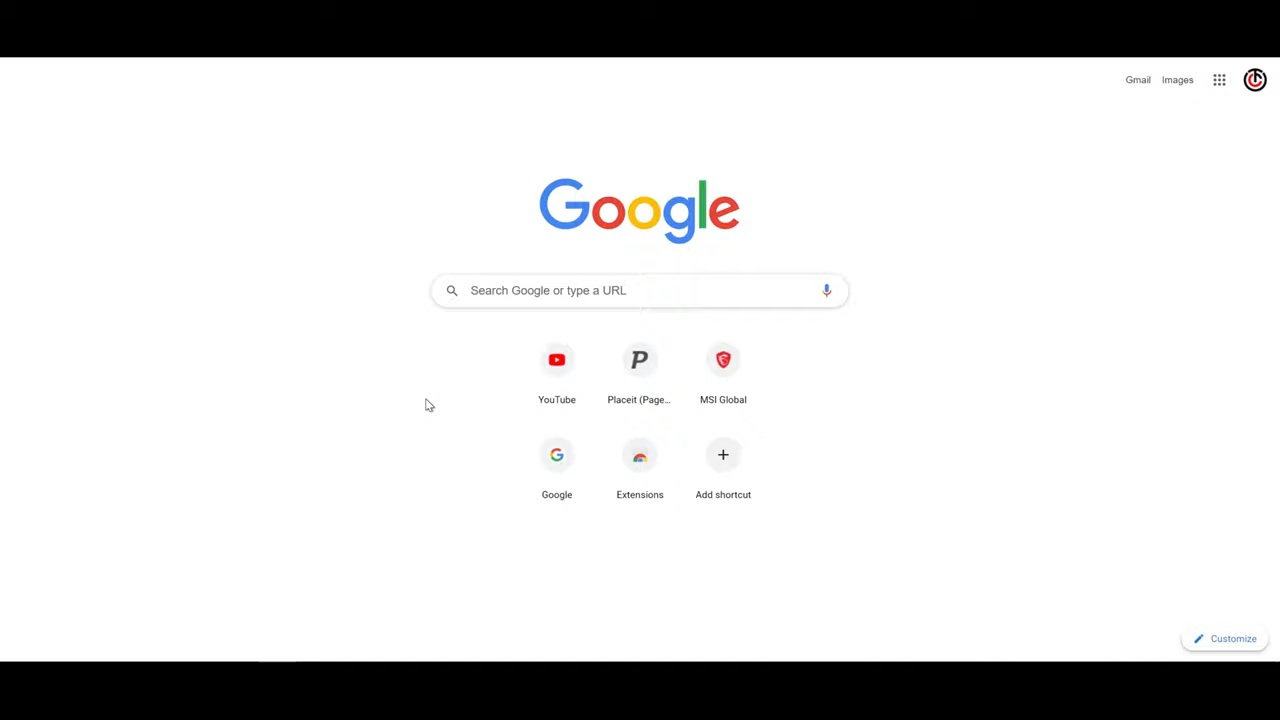 Gmail Images
Google
Search Google or type a URL
P
YouTube Placeit (Page... MSI Global
G
Google Extensions Add shortcut
Customize